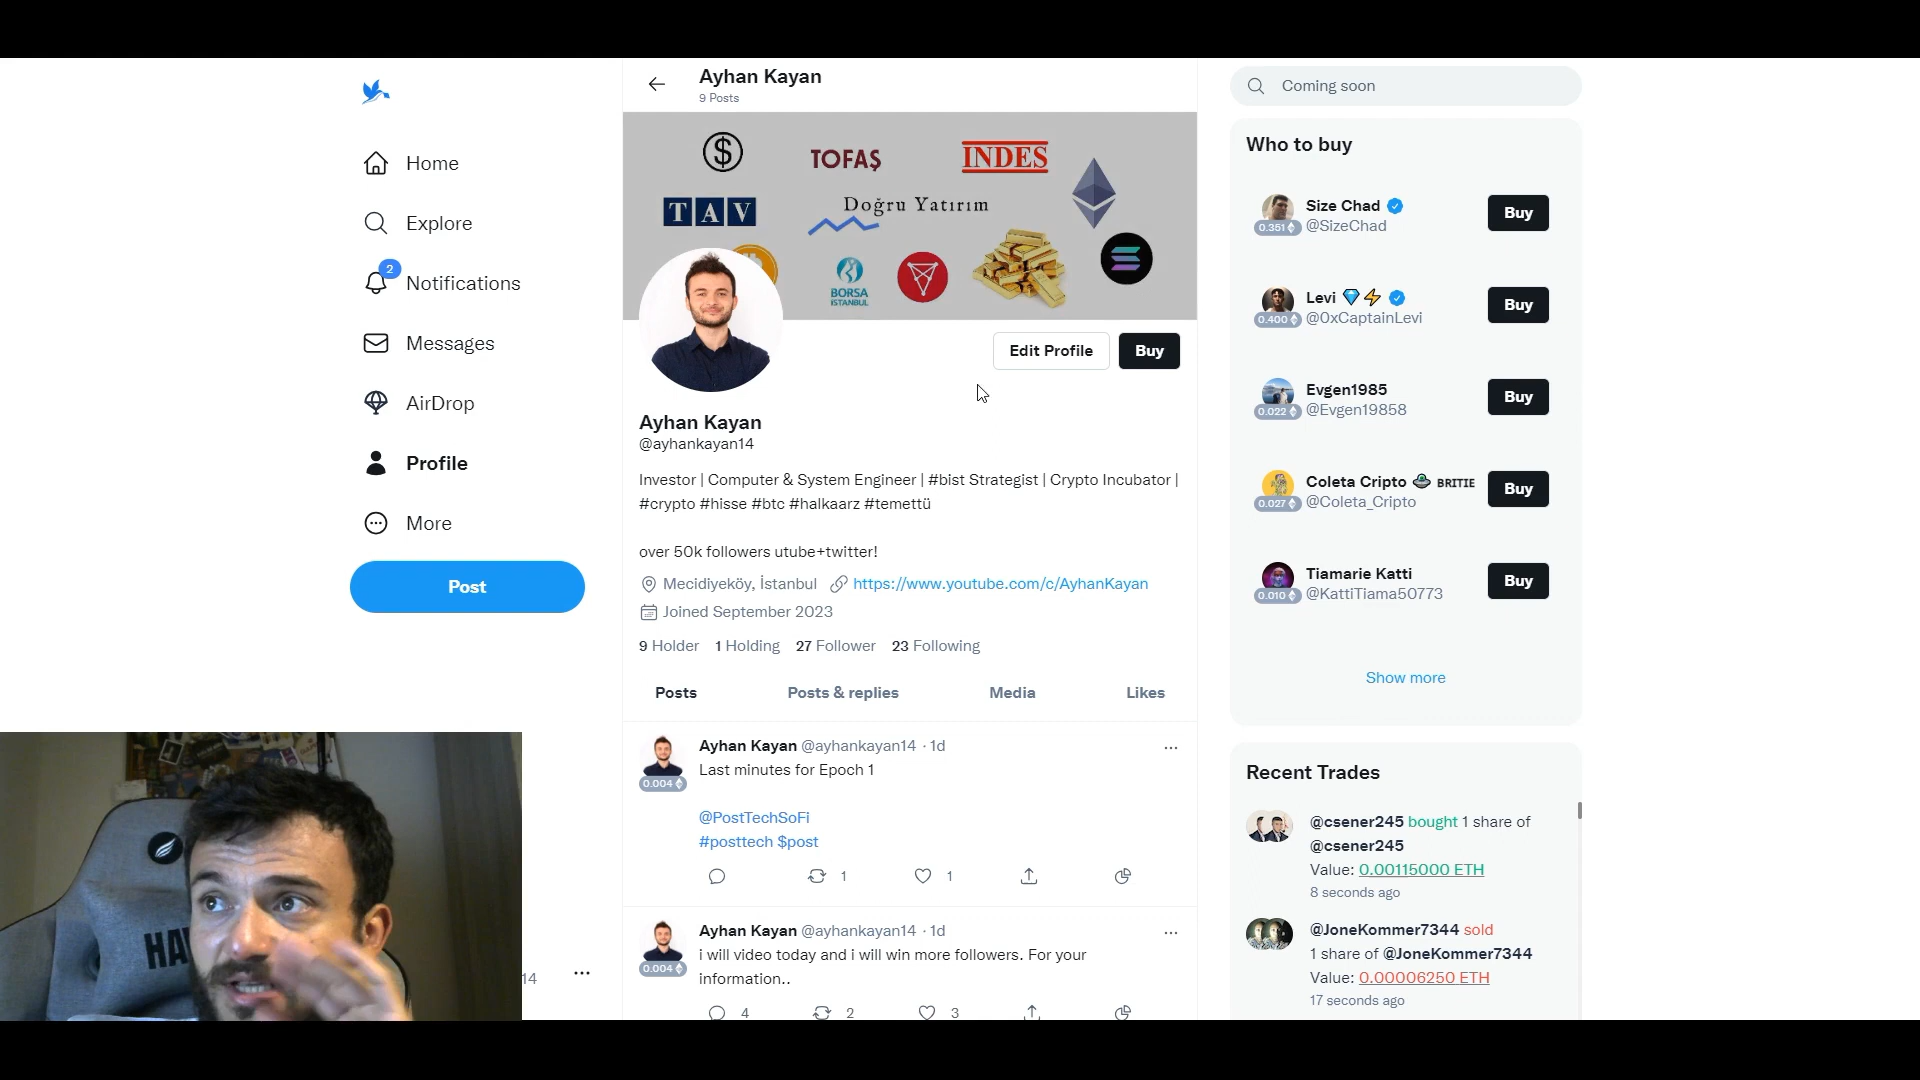 Home
Explore
2
Notifications
Messages
AirDrop
Profile
More
Post
Ayhan Kayan
9 Posts
$
TOFAŞ
INDES
TAV
Doğru Yatırım
BORSA
İSTANBUL
Edit Profile
Buy
Ayhan Kayan
@ayhankayan14
Investor | Computer & System Engineer | #bist Strategist | Crypto Incubator |
#crypto #hisse #btc #halkaarz #temettü
over 50k followers utube+twitter!
Mecidiyeköy, İstanbul https://www.youtube.com/c/AyhanKayan
Joined September 2023
9 Holder 1 Holding 27 Follower 23 Following
Posts Posts & replies Media Likes
Ayhan Kayan @ayhankayan14 · 1d
Last minutes for Epoch 1
0.004
@PostTechSoFi
#posttech $post
1 1
Ayhan Kayan @ayhankayan14 · 1d
i will video today and i will win more followers. For your
0.004
information..
4 2 3
Coming soon
Who to buy
Size Chad
0.351 @SizeChad
Buy
Levi
0.400 @0xCaptainLevi
Buy
Evgen1985
0.022 @Evgen19858
Buy
Coleta Cripto BRITIE
0.027 @Coleta_Cripto
Buy
Tiamarie Katti
0.010 @KattiTiama50773
Buy
Show more
Recent Trades
@csener245 bought 1 share of
@csener245
Value: 0.00115000 ETH
8 seconds ago
@JoneKommer7344 sold
1 share of @JoneKommer7344
Value: 0.00006250 ETH
17 seconds ago
14